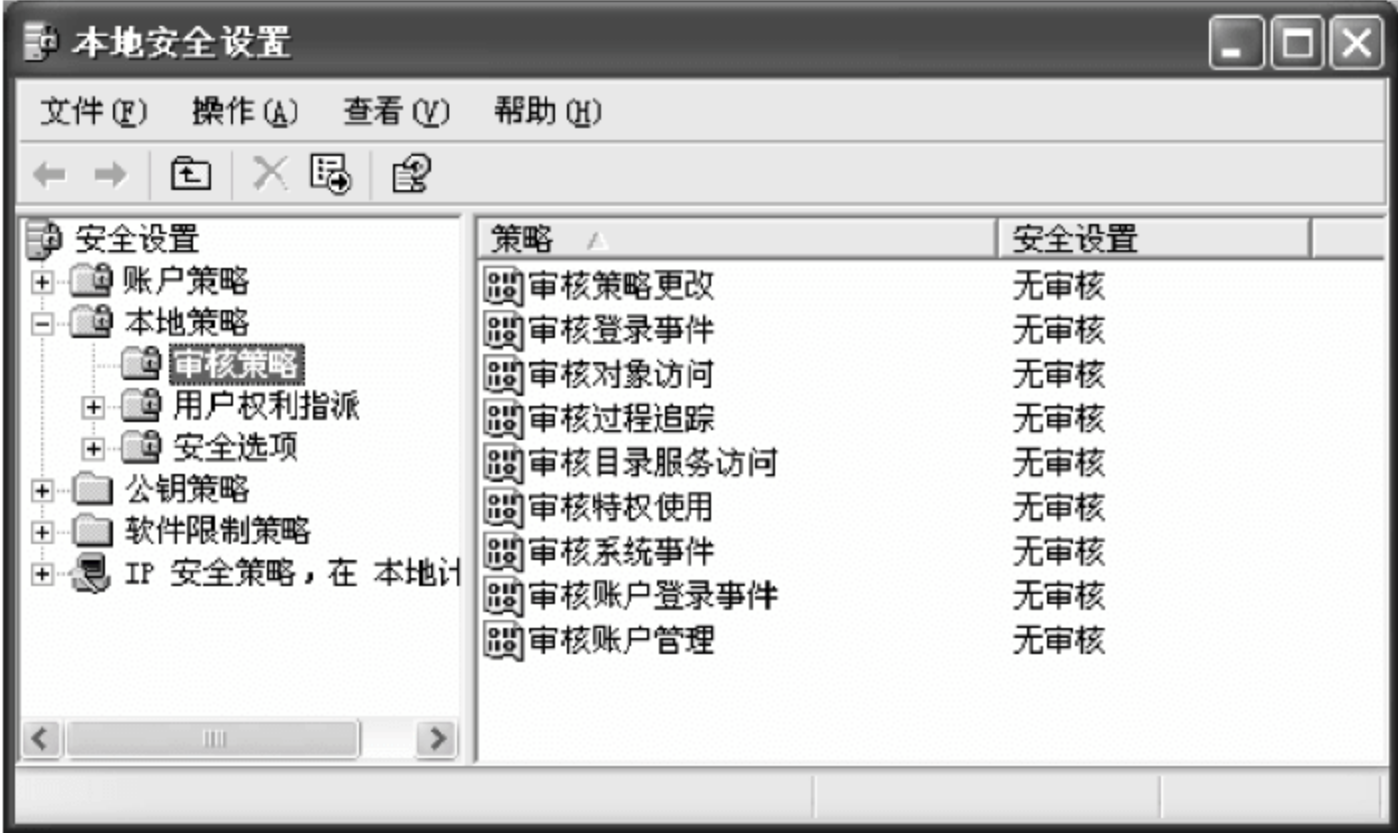 本地安全设置
文件(F) 操作(A) 查看(V) 帮助(H)
安全设置
账户策略
本地策略
审核策略
用户权利指派
安全选项
公钥策略
软件限制策略
IP 安全策略，在 本地计
策略 安全设置
审核策略更改 无审核
审核登录事件 无审核
审核对象访问 无审核
审核过程追踪 无审核
审核目录服务访问 无审核
审核特权使用 无审核
审核系统事件 无审核
审核账户登录事件 无审核
审核账户管理 无审核